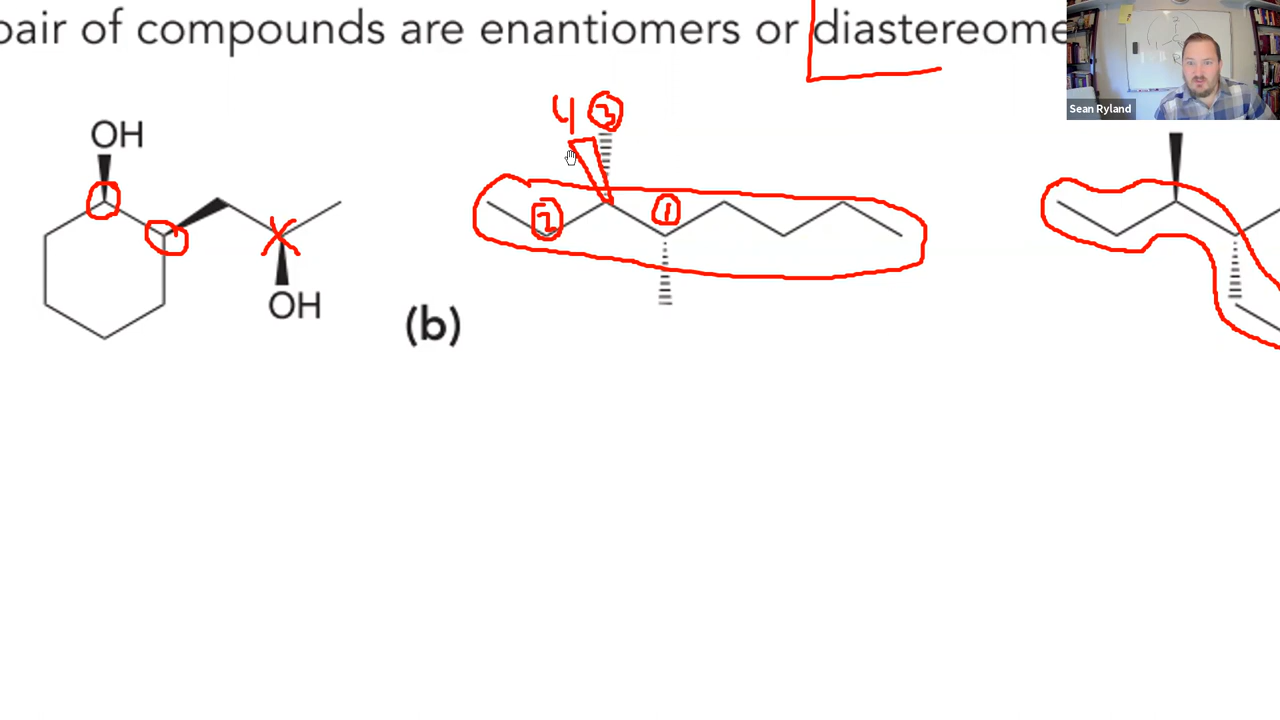 pair of compounds are enantiomers or diastereome
Sean Ryland
4 3
OH
2 1
OH
(b)